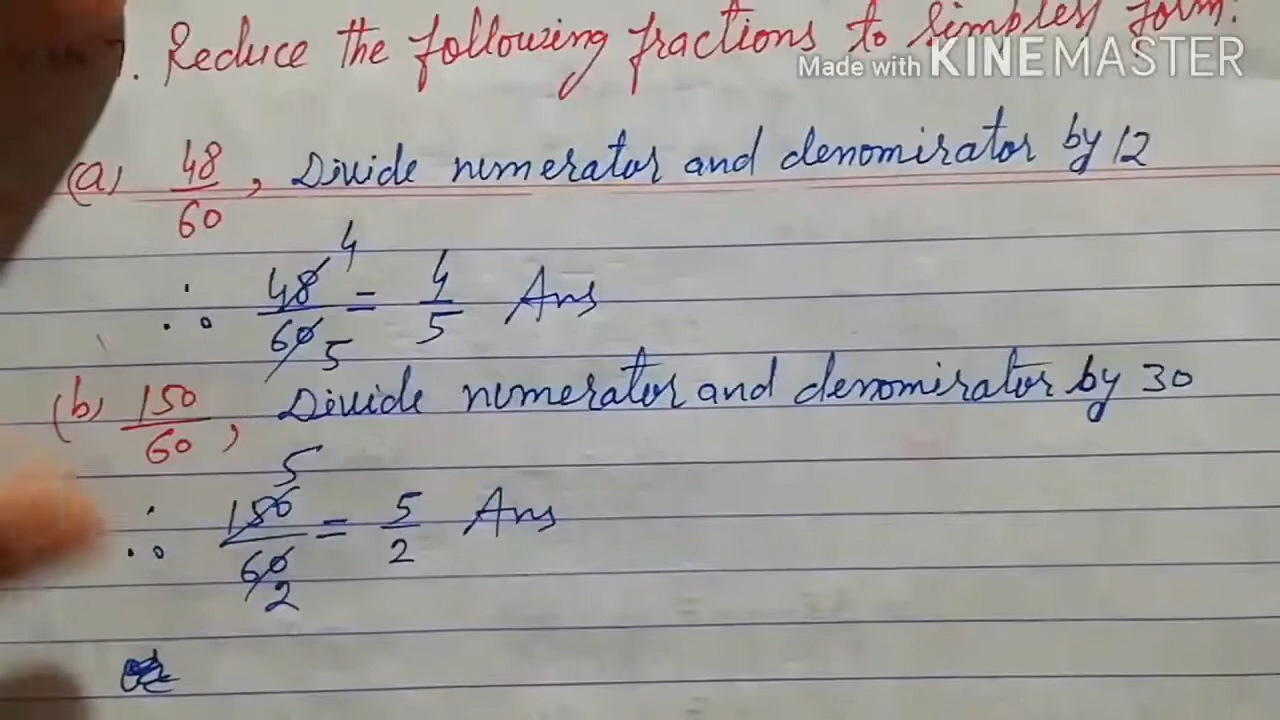 7. Reduce the following fractions to simplest form.
Made with KINEMASTER
(a) 48/60, Divide numerator and denominator by 12
∴ 48/60 = 4/5 Ans
4
5
(b) 150/60, Divide numerator and denominator by 30
5
∴ 150/60 = 5/2 Ans
2